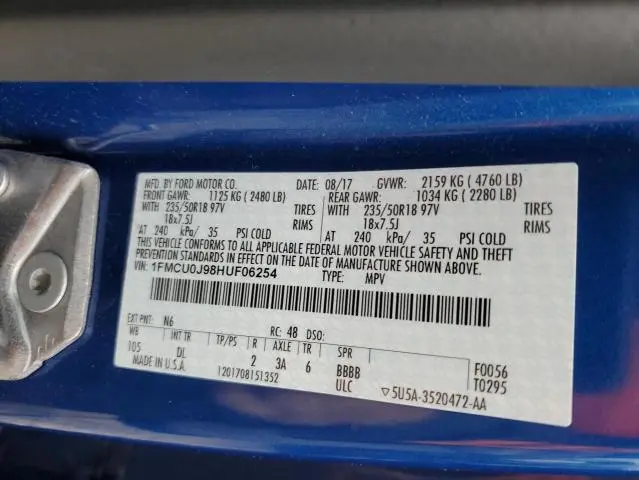 MFD. BY FORD MOTOR CO.
DATE: 08/17 GVWR: 2159 KG ( 4760 LB)
FRONT GAWR: 1125 KG ( 2480 LB) REAR GAWR: 1034 KG ( 2280 LB)
WITH 235/50R18 97V TIRES WITH 235/50R18 97V TIRES
18x7.5J RIMS 18x7.5J RIMS
AT 240 kPa/ 35 PSI COLD AT 240 kPa/ 35 PSI COLD
THIS VEHICLE CONFORMS TO ALL APPLICABLE FEDERAL MOTOR VEHICLE SAFETY AND THEFT
PREVENTION STANDARDS IN EFFECT ON THE DATE OF MANUFACTURE SHOWN ABOVE.
VIN: 1FMCU0J98HUF06254 TYPE: MPV
EXT PNT: N6 RC: 48 DSO:
WB INT TR TP/PS R AXLE TR SPR
105 DL 2 3A 6 BBBB F0056
MADE IN U.S.A. 1201708151352 ULC T0295
▽5U5A-3520472-AA